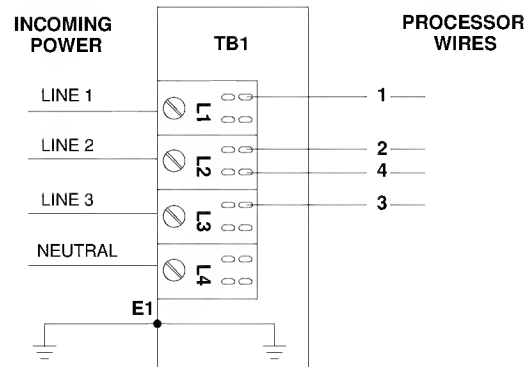 INCOMING
POWER
TB1
PROCESSOR
WIRES
LINE 1
L1
1
LINE 2
L2
2
4
LINE 3
L3
3
NEUTRAL
L4
E1